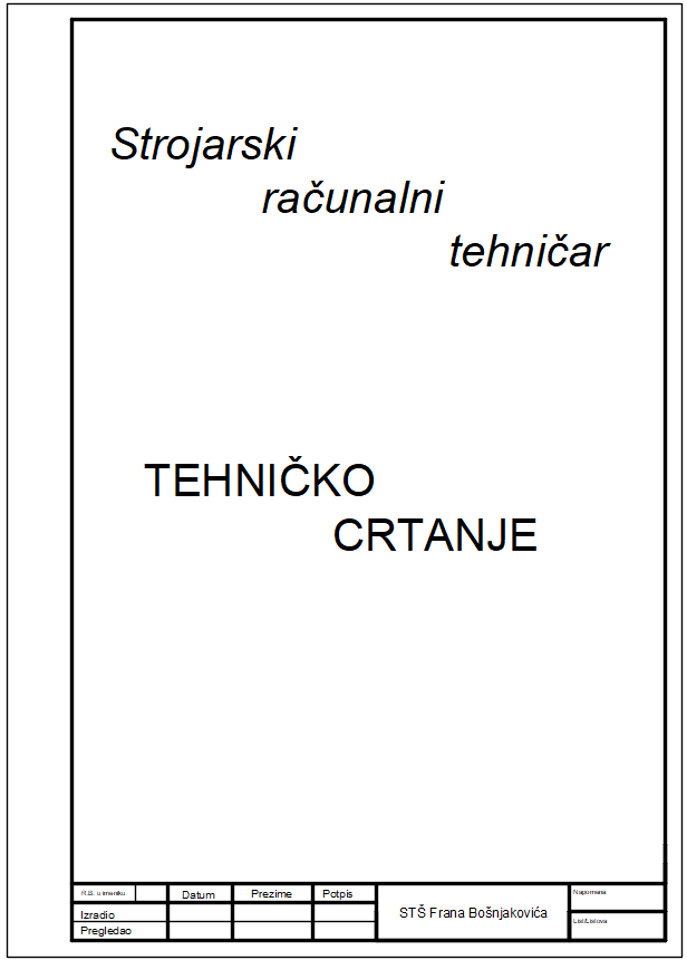 Strojarski
računalni
tehničar
TEHNIČKO
CRTANJE
R.B. u imeniku
Datum
Prezime
Potpis
STŠ Frana Bošnjakovića
Napomena
Izradio
Pregledao
List/Listova